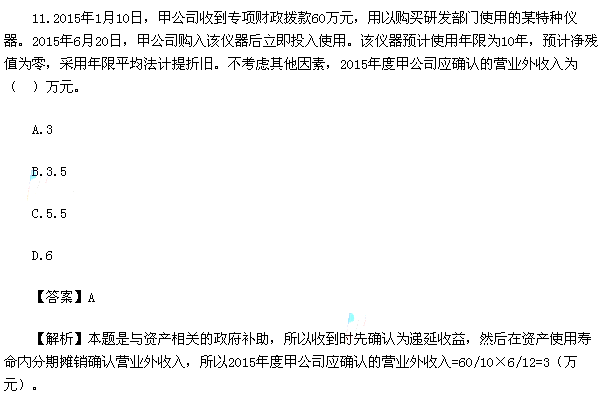 11.2015年1月10日，甲公司收到专项财政拨款60万元，用以购买研发部门使用的某特种仪
器。2015年6月20日，甲公司购入该仪器后立即投入使用。该仪器预计使用年限为10年，预计净残
值为零，采用年限平均法计提折旧。不考虑其他因素，2015年度甲公司应确认的营业外收入为
（　）万元。
A.3
B.3.5
C.5.5
D.6
【答案】A
【解析】本题是与资产相关的政府补助，所以收到时先确认为递延收益，然后在资产使用寿
命内分期摊销确认营业外收入，所以2015年度甲公司应确认的营业外收入=60/10×6/12=3（万
元）。